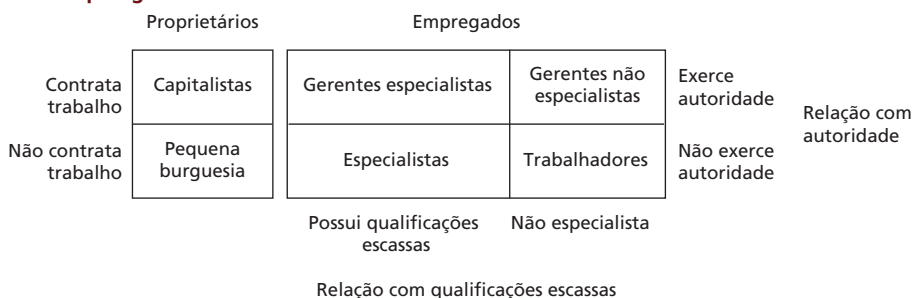 Proprietários Empregados
Contrata
trabalho
Capitalistas
Gerentes especialistas
Gerentes não
especialistas
Exerce
autoridade
Relação com
autoridade
Não contrata
trabalho
Pequena
burguesia
Especialistas
Trabalhadores
Não exerce
autoridade
Possui qualificações
escassas
Não especialista
Relação com qualificações escassas